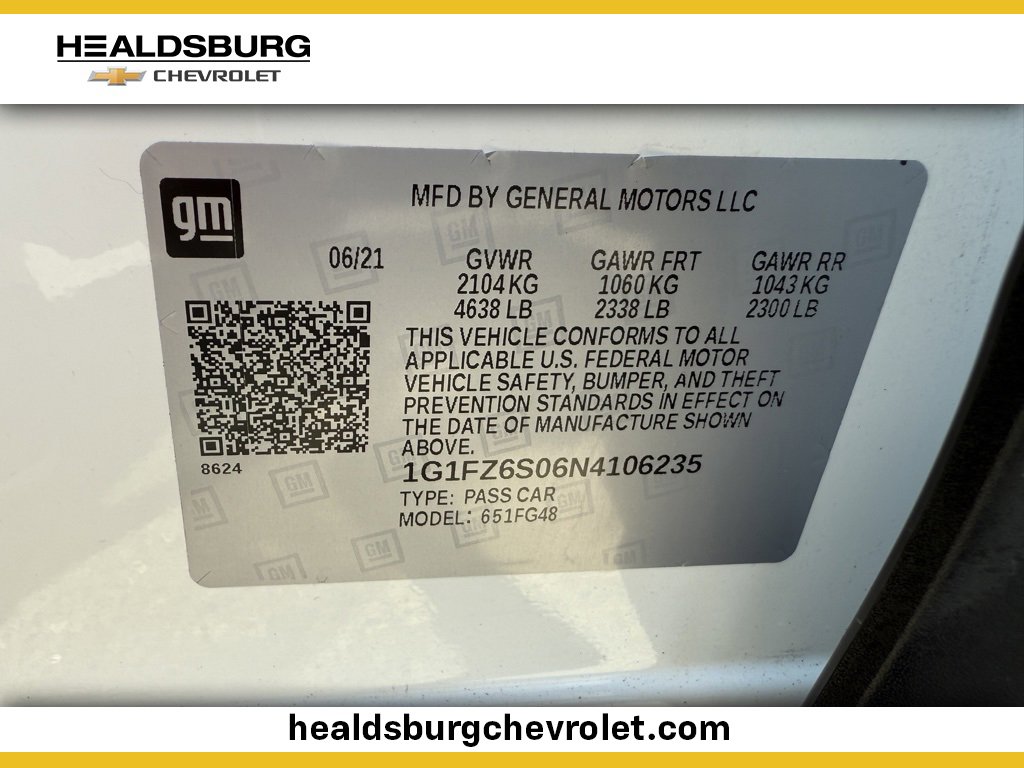 HEALDSBURG
CHEVROLET
gm
MFD BY GENERAL MOTORS LLC
06/21 GVWR GAWR FRT GAWR RR
2104 KG 1060 KG 1043 KG
4638 LB 2338 LB 2300 LB
THIS VEHICLE CONFORMS TO ALL
APPLICABLE U.S. FEDERAL MOTOR
VEHICLE SAFETY, BUMPER, AND THEFT
PREVENTION STANDARDS IN EFFECT ON
THE DATE OF MANUFACTURE SHOWN
ABOVE.
8624
1G1FZ6S06N4106235
TYPE: PASS CAR
MODEL: 651FG48
GM
GM
GM
healdsburgchevrolet.com